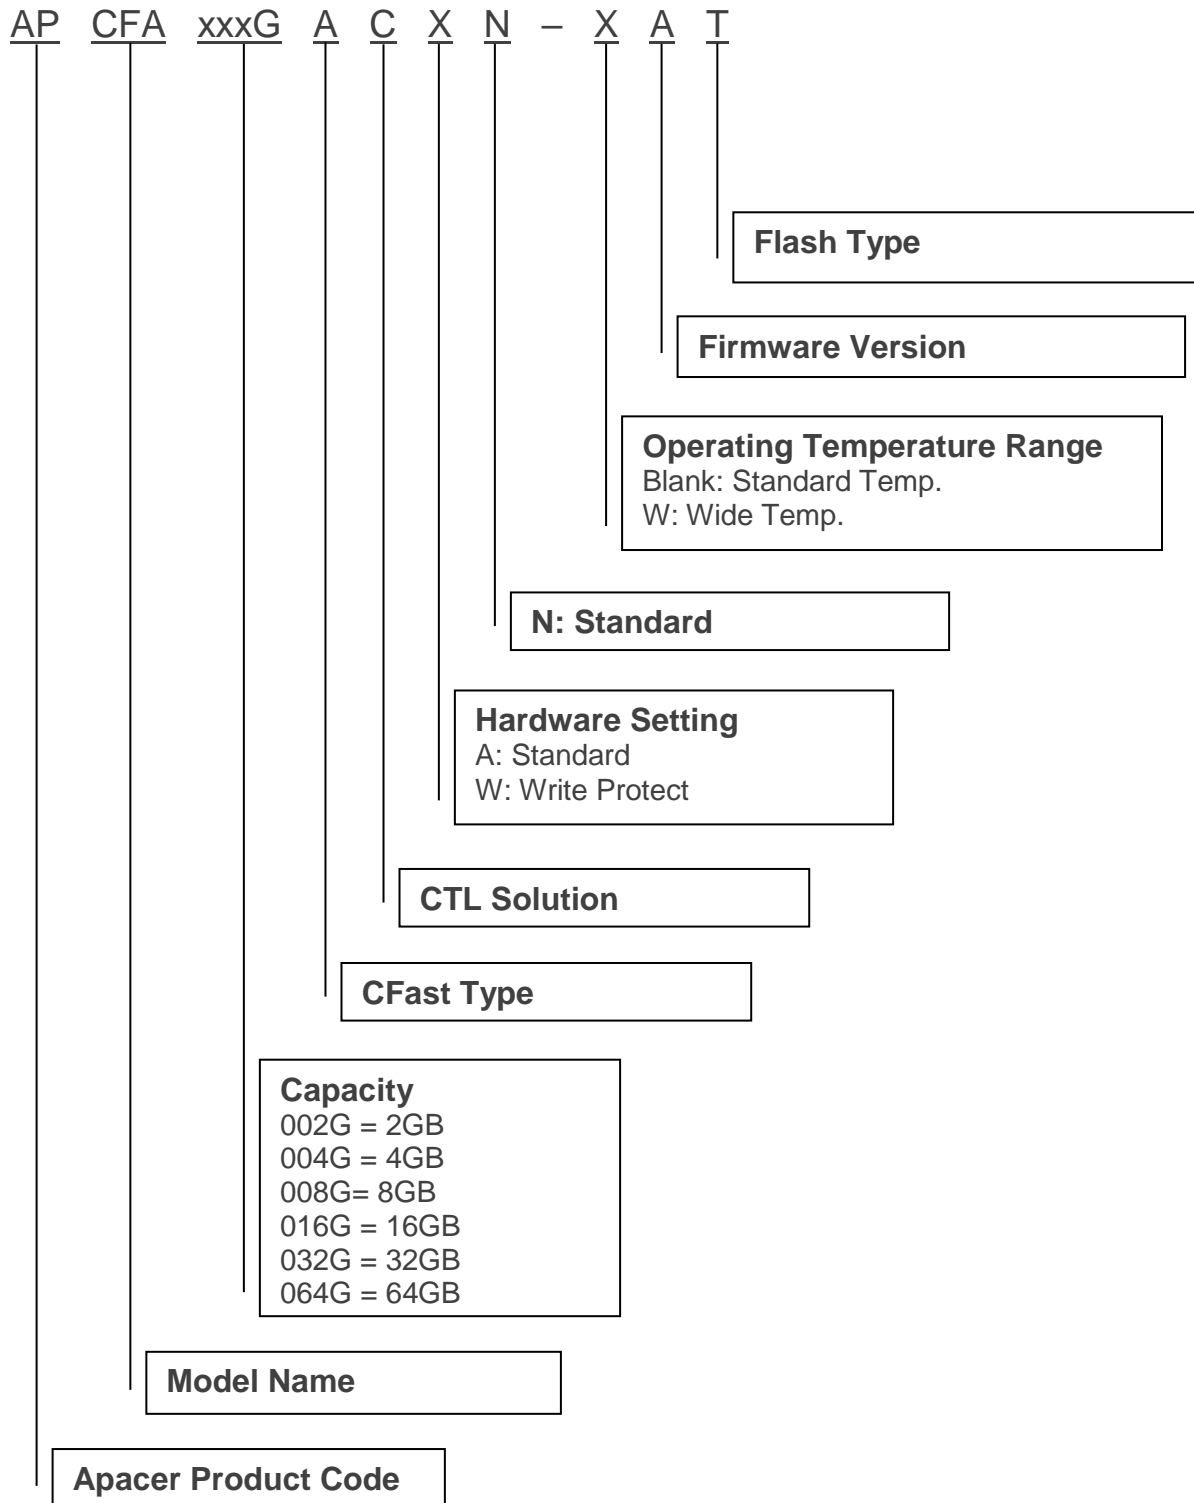 AP CFA xxxG A C X N – X A T
Flash Type
Firmware Version
Operating Temperature Range
Blank: Standard Temp.
W: Wide Temp.
N: Standard
Hardware Setting
A: Standard
W: Write Protect
CTL Solution
CFast Type
Capacity
002G = 2GB
004G = 4GB
008G= 8GB
016G = 16GB
032G = 32GB
064G = 64GB
Model Name
Apacer Product Code